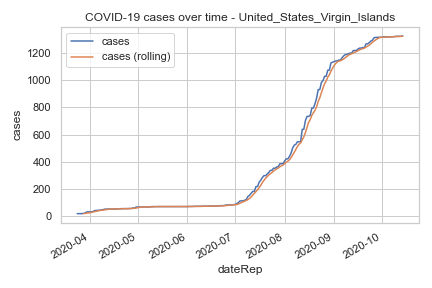 COVID-19 cases over time - United_States_Virgin_Islands
cases
cases (rolling)
1200
1000
800
600
400
200
0
cases
2020-04
2020-05
2020-06
2020-07
2020-08
2020-09
2020-10
dateRep